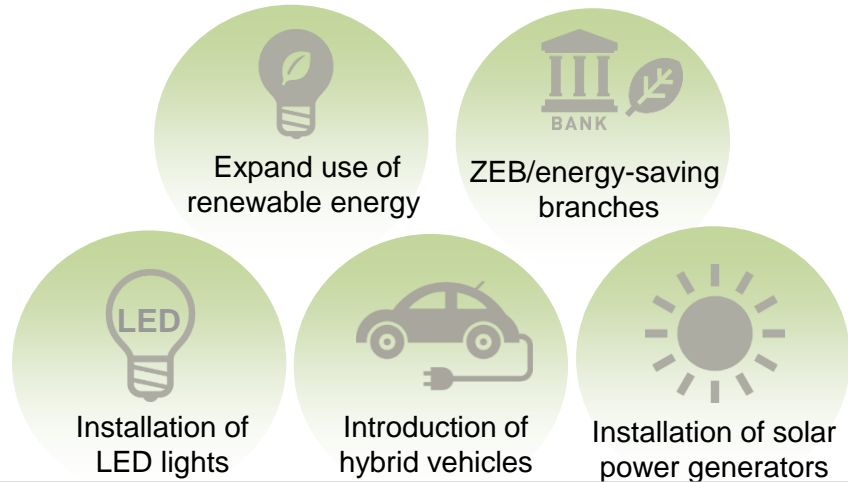 Expand use of
renewable energy
BANK
ZEB/energy-saving
branches
LED
Installation of
LED lights
Introduction of
hybrid vehicles
Installation of solar
power generators